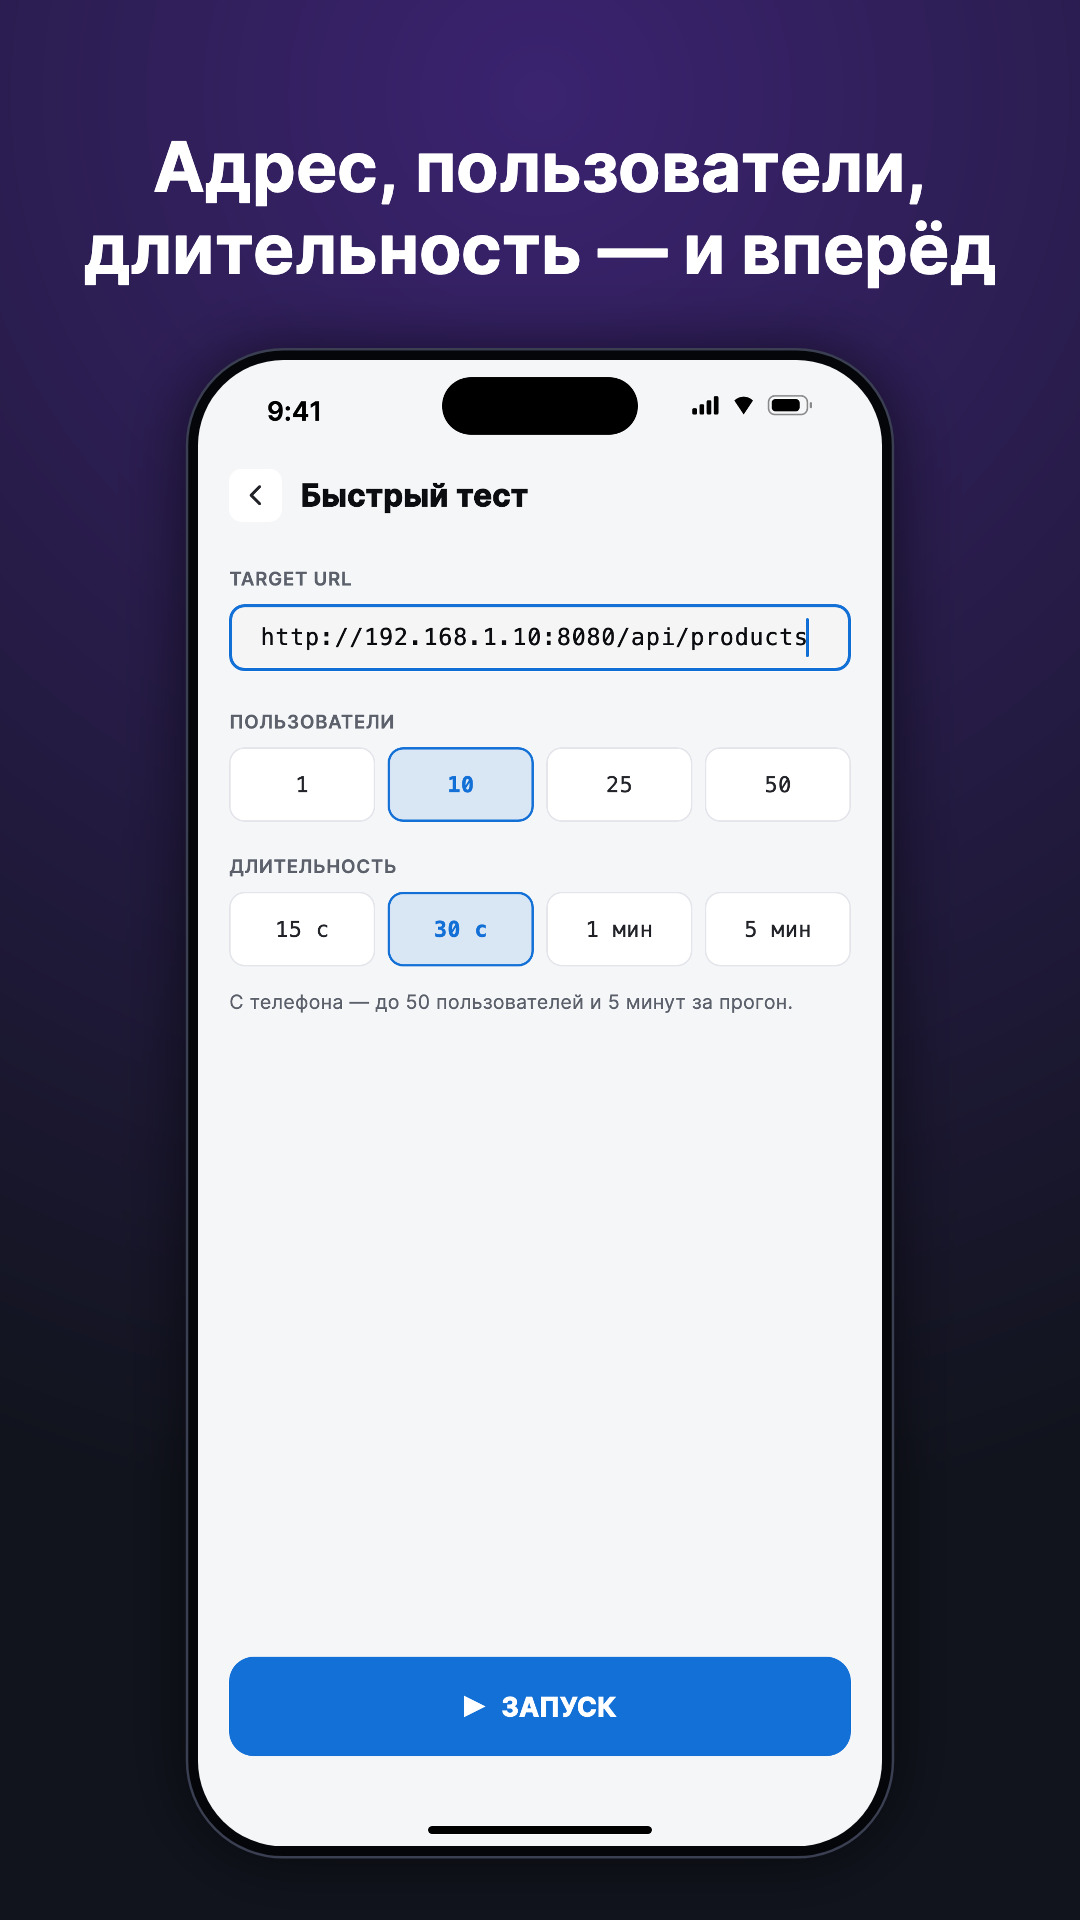 Адрес, пользователи,
длительность — и вперёд
9:41
Быстрый тест
TARGET URL
http://192.168.1.10:8080/api/products
ПОЛЬЗОВАТЕЛИ
1 10 25 50
ДЛИТЕЛЬНОСТЬ
15 с 30 с 1 мин 5 мин
С телефона — до 50 пользователей и 5 минут за прогон.
ЗАПУСК